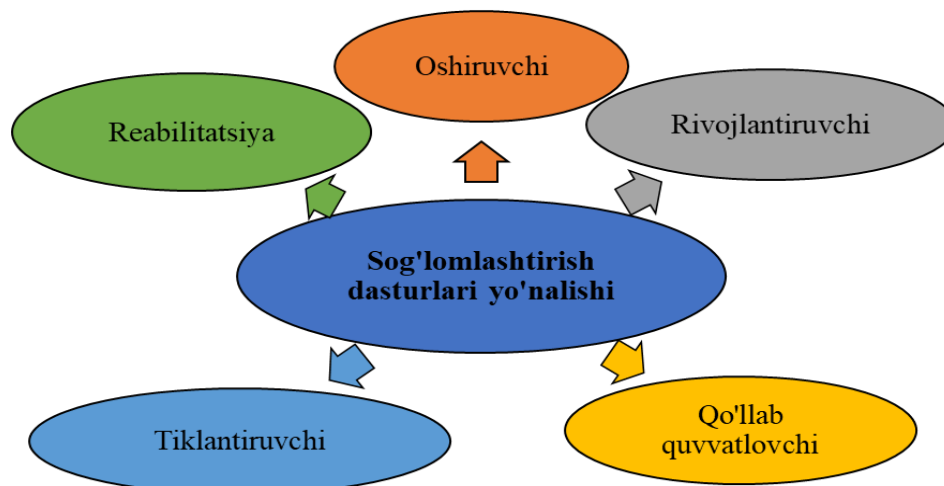 Oshiruvchi
Reabilitatsiya
Rivojlantiruvchi
Sog'lomlashtirish
dasturlari yo'nalishi
Tiklantiruvchi
Qo'llab
quvvatlovchi